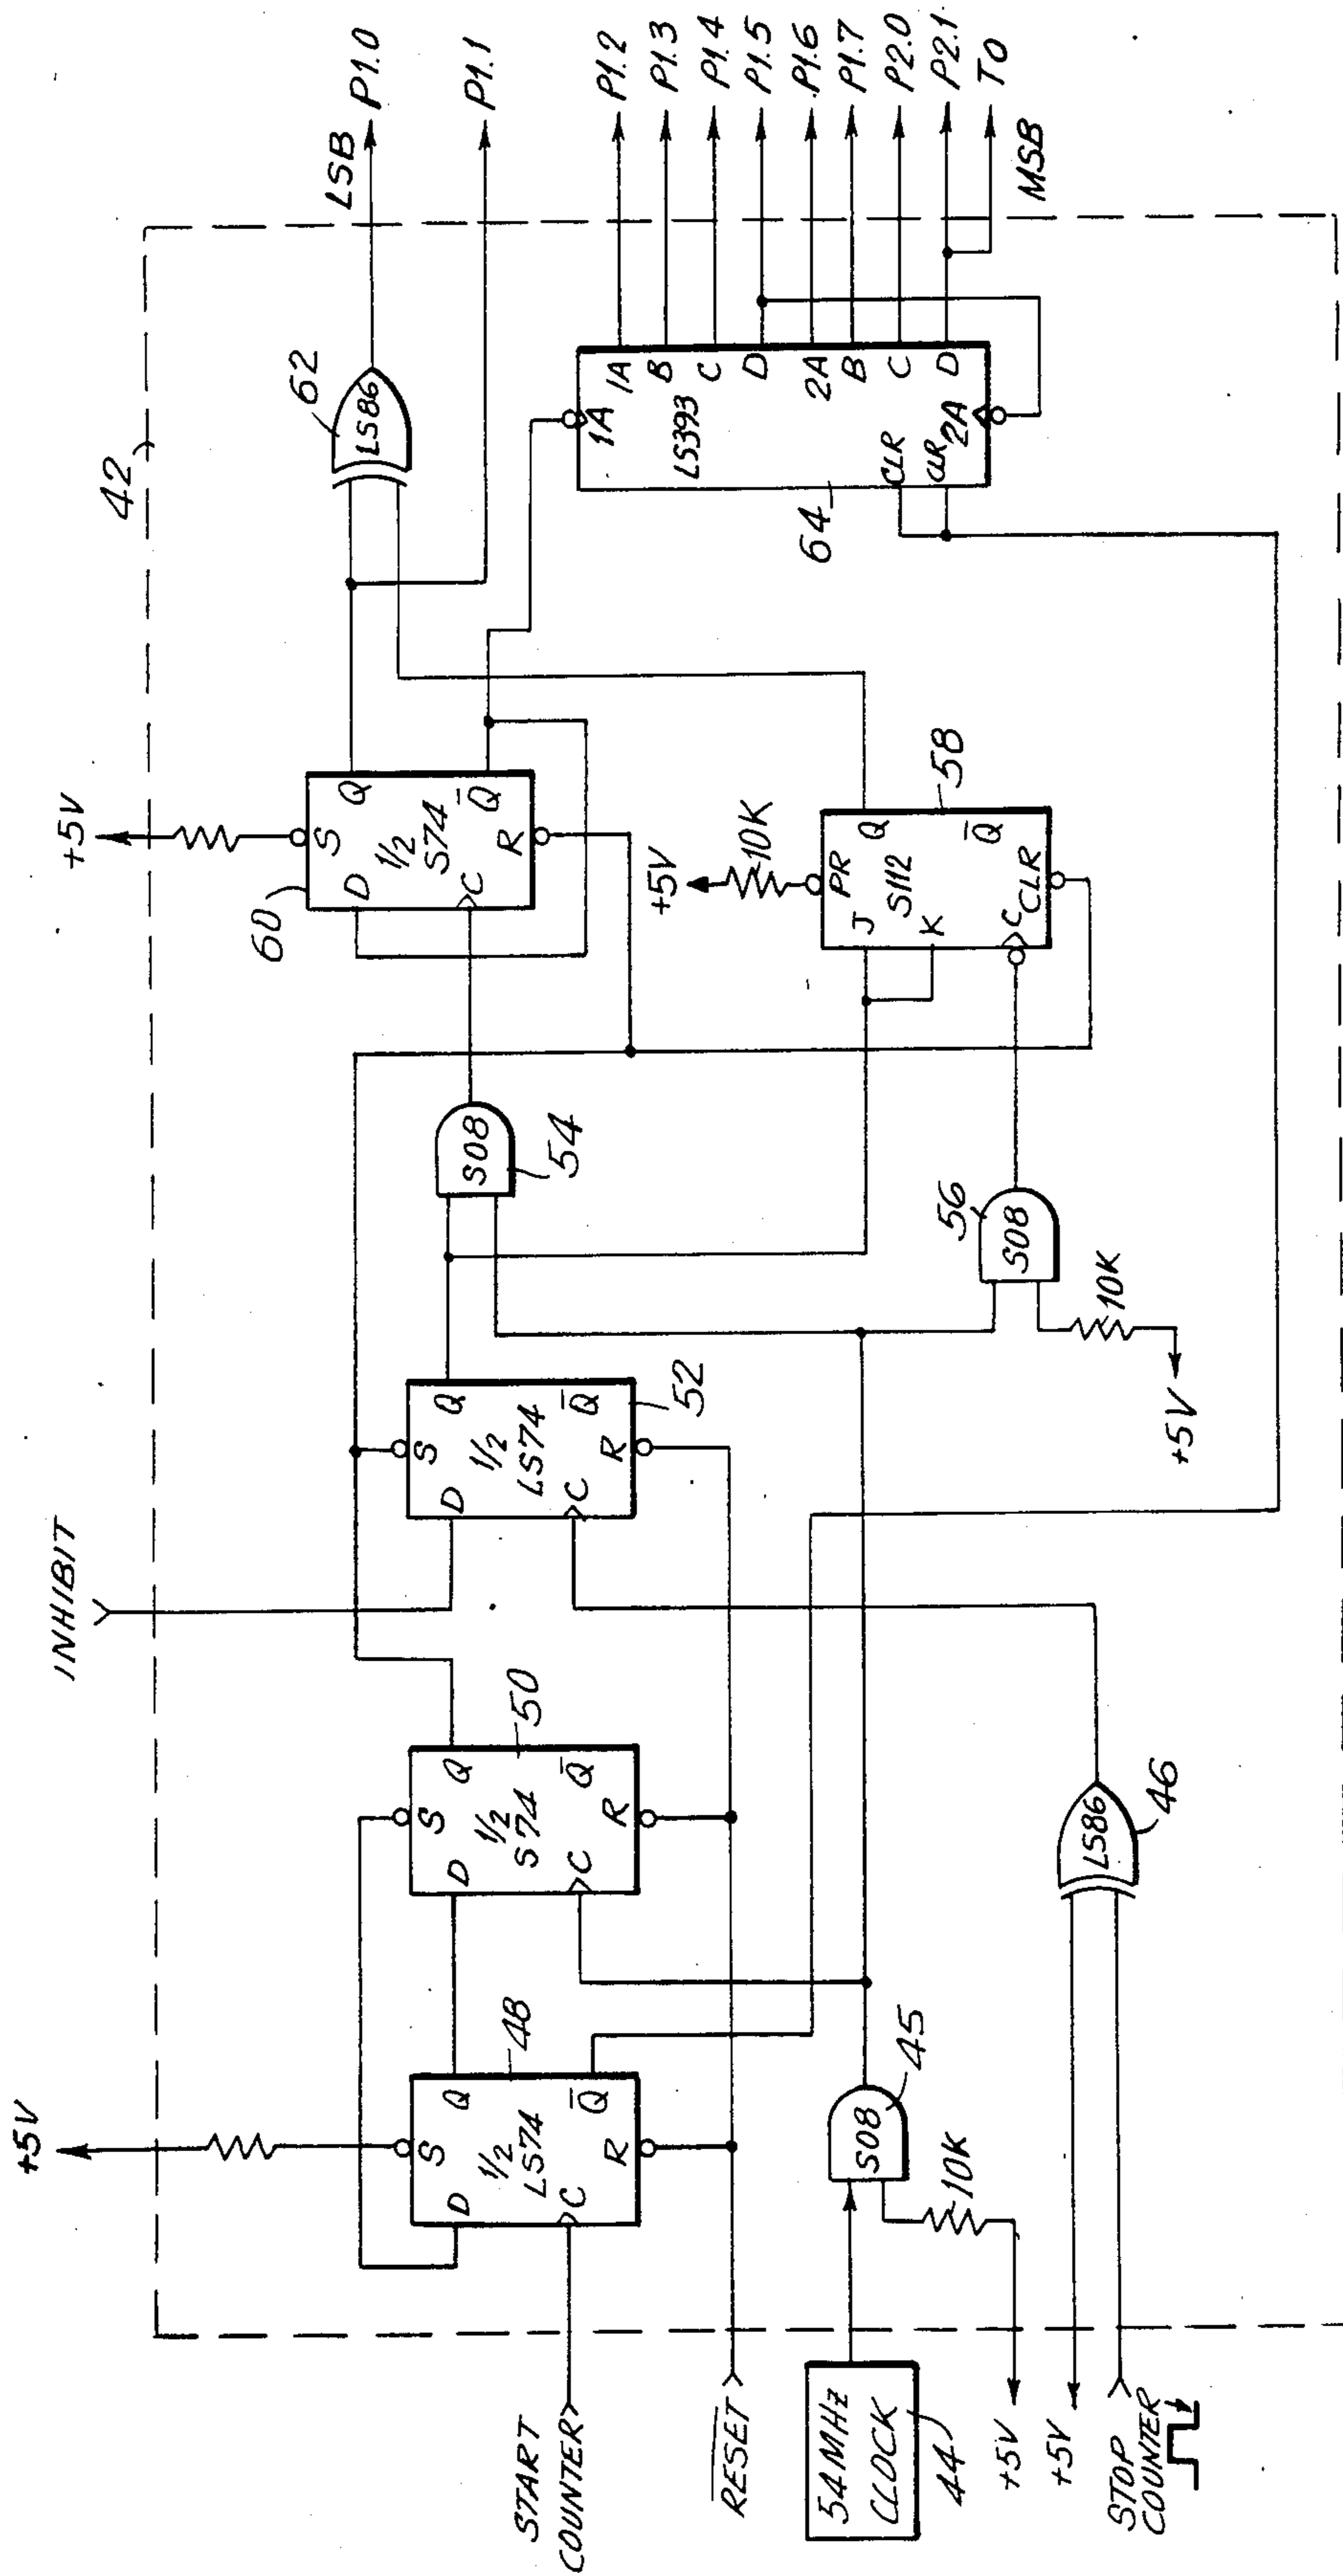 42
+5V
S
D
Q
1/2
LS74
C
Q
R
48
START
COUNTER
RESET
S
D
Q
1/2
S74
C
Q
R
50
INHIBIT
S
D
Q
1/2
LS74
C
Q
R
52
S08
54
+5V
60
S
D
Q
1/2
S74
C
Q
R
LS86
62
LSB
P1.0
P1.1
54MHz
CLOCK
44
S08
45
10K
+5V
+5V
STOP
COUNTER
LS86
46
56
S08
10K
+5V
+5V
10K
PR
J
Q
S112
K
C
Q
CLR
58
1A
1A
B
C
LS393
D
2A
B
CLR
C
CLR
D
2A
64
P1.2
P1.3
P1.4
P1.5
P1.6
P1.7
P2.0
P2.1
T0
MSB